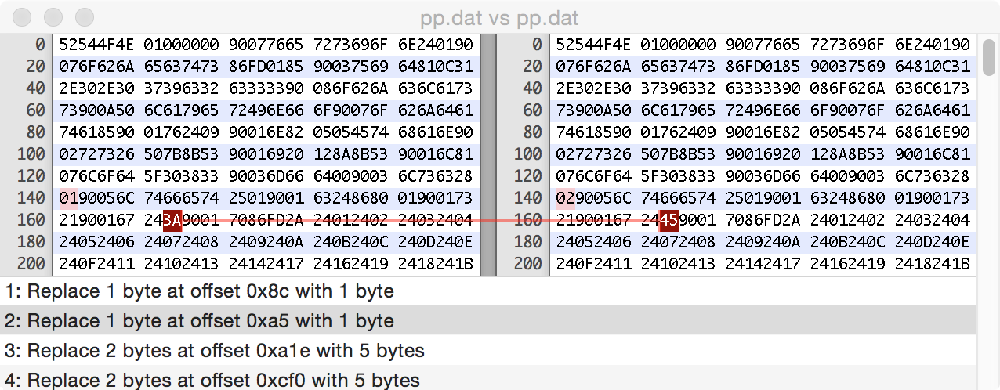 pp.dat vs pp.dat
0 52544F4E 01000000 90077665 7273696F 6E240190 0 52544F4E 01000000 90077665 7273696F 6E240190
20 076F626A 65637473 86FD0185 90037569 64810C31 20 076F626A 65637473 86FD0185 90037569 64810C31
40 2E302E30 37396332 63333390 086F626A 636C6173 40 2E302E30 37396332 63333390 086F626A 636C6173
60 73900A50 6C617965 72496E66 6F90076F 626A6461 60 73900A50 6C617965 72496E66 6F90076F 626A6461
80 74618590 01762409 90016E82 05054574 68616E90 80 74618590 01762409 90016E82 05054574 68616E90
100 02727326 507B8B53 90016920 128A8B53 90016C81 100 02727326 507B8B53 90016920 128A8B53 90016C81
120 076C6F64 5F303839 90036D66 64009003 6C736328 120 076C6F64 5F303839 90036D66 64009003 6C736328
140 0190056C 74666574 25019001 63248680 01900173 140 0290056C 74666574 25019001 63248680 01900173
160 21900167 243A9001 7086FD2A 24012402 24032404 160 21900167 24459001 7086FD2A 24012402 24032404
180 24052406 24072408 2409240A 240B240C 240D240E 180 24052406 24072408 2409240A 240B240C 240D240E
200 240F2411 24102413 24142417 24162419 2418241B 200 240F2411 24102413 24142417 24162419 2418241B
1: Replace 1 byte at offset 0x8c with 1 byte
2: Replace 1 byte at offset 0xa5 with 1 byte
3: Replace 2 bytes at offset 0xa1e with 5 bytes
4: Replace 2 bytes at offset 0xcf0 with 5 bytes